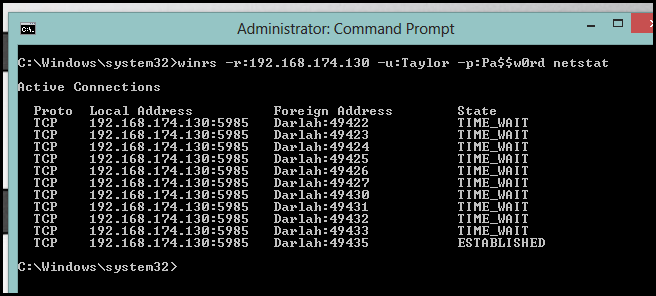 Administrator: Command Prompt
C:\Windows\system32>winrs -r:192.168.174.130 -u:Taylor -p:Pa$$w0rd netstat
Active Connections
Proto Local Address Foreign Address State
TCP 192.168.174.130:5985 Darlah:49422 TIME_WAIT
TCP 192.168.174.130:5985 Darlah:49423 TIME_WAIT
TCP 192.168.174.130:5985 Darlah:49424 TIME_WAIT
TCP 192.168.174.130:5985 Darlah:49425 TIME_WAIT
TCP 192.168.174.130:5985 Darlah:49426 TIME_WAIT
TCP 192.168.174.130:5985 Darlah:49427 TIME_WAIT
TCP 192.168.174.130:5985 Darlah:49430 TIME_WAIT
TCP 192.168.174.130:5985 Darlah:49431 TIME_WAIT
TCP 192.168.174.130:5985 Darlah:49432 TIME_WAIT
TCP 192.168.174.130:5985 Darlah:49433 TIME_WAIT
TCP 192.168.174.130:5985 Darlah:49435 ESTABLISHED
C:\Windows\system32>